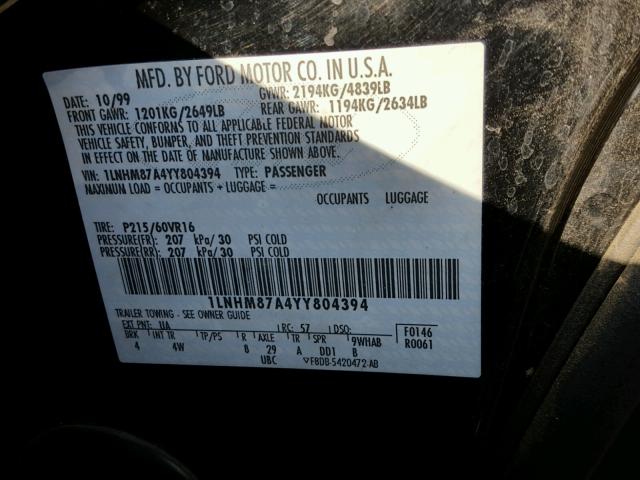 MFD. BY FORD MOTOR CO. IN U.S.A.
DATE: 10/99 GVWR: 2194KG/4839LB
FRONT GAWR: 1201KG/2649LB REAR GAWR: 1194KG/2634LB
THIS VEHICLE CONFORMS TO ALL APPLICABLE FEDERAL MOTOR
VEHICLE SAFETY, BUMPER, AND THEFT PREVENTION STANDARDS
IN EFFECT ON THE DATE OF MANUFACTURE SHOWN ABOVE.
VIN: 1LNHM87A4YY804394 TYPE: PASSENGER
MAXIMUM LOAD = OCCUPANTS + LUGGAGE =
OCCUPANTS LUGGAGE
TIRE: P215/60VR16
PRESSURE(FR) 207 kPa/30 PSI COLD
PRESSURE(RR) 207 kPa/30 PSI COLD
1LNHM87A4YY804394
TRAILER TOWING - SEE OWNER GUIDE
EXT PNT: UA RC: 57 DSO: F0146
BRK INT TR TP/PS R AXLE TR SPR 9WHAB R0061
4 4W 8 29 A DD1 B
UBC F8DB-5420472-AB